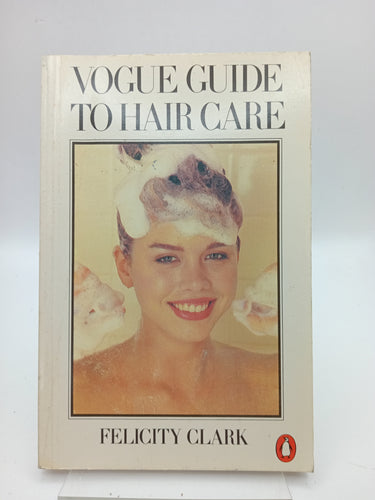 VOGUE GUIDE
TO HAIR CARE
FELICITY CLARK